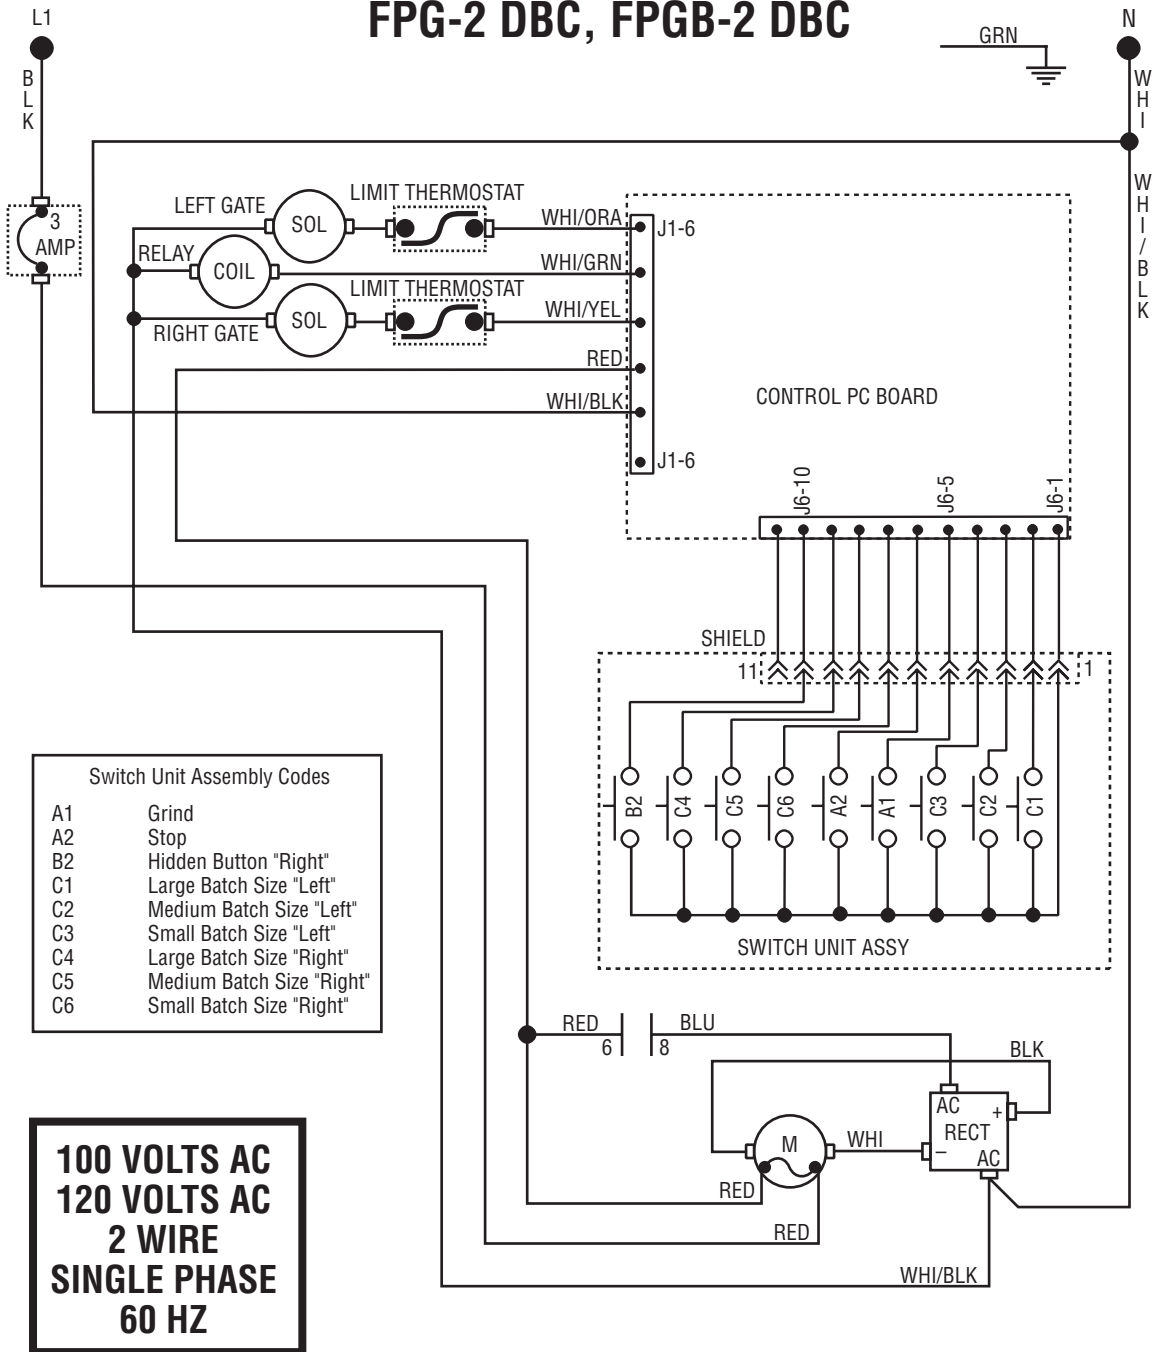 FPG-2 DBC, FPGB-2 DBC
L1
N
GRN
BLK
WHI
WHI/BLK
3
AMP
LEFT GATE
SOL
LIMIT THERMOSTAT
WHI/ORA
J1-6
RELAY
COIL
WHI/GRN
LIMIT THERMOSTAT
RIGHT GATE
SOL
WHI/YEL
RED
WHI/BLK
CONTROL PC BOARD
J1-6
J6-10
J6-5
J6-1
SHIELD
11
1
B2
C4
C5
C6
A2
A1
C3
C2
C1
SWITCH UNIT ASSY
Switch Unit Assembly Codes
A1 Grind
A2 Stop
B2 Hidden Button "Right"
C1 Large Batch Size "Left"
C2 Medium Batch Size "Left"
C3 Small Batch Size "Left"
C4 Large Batch Size "Right"
C5 Medium Batch Size "Right"
C6 Small Batch Size "Right"
RED
6
8
BLU
BLK
AC
+
RECT
–
AC
M
WHI
RED
RED
WHI/BLK
100 VOLTS AC
120 VOLTS AC
2 WIRE
SINGLE PHASE
60 HZ